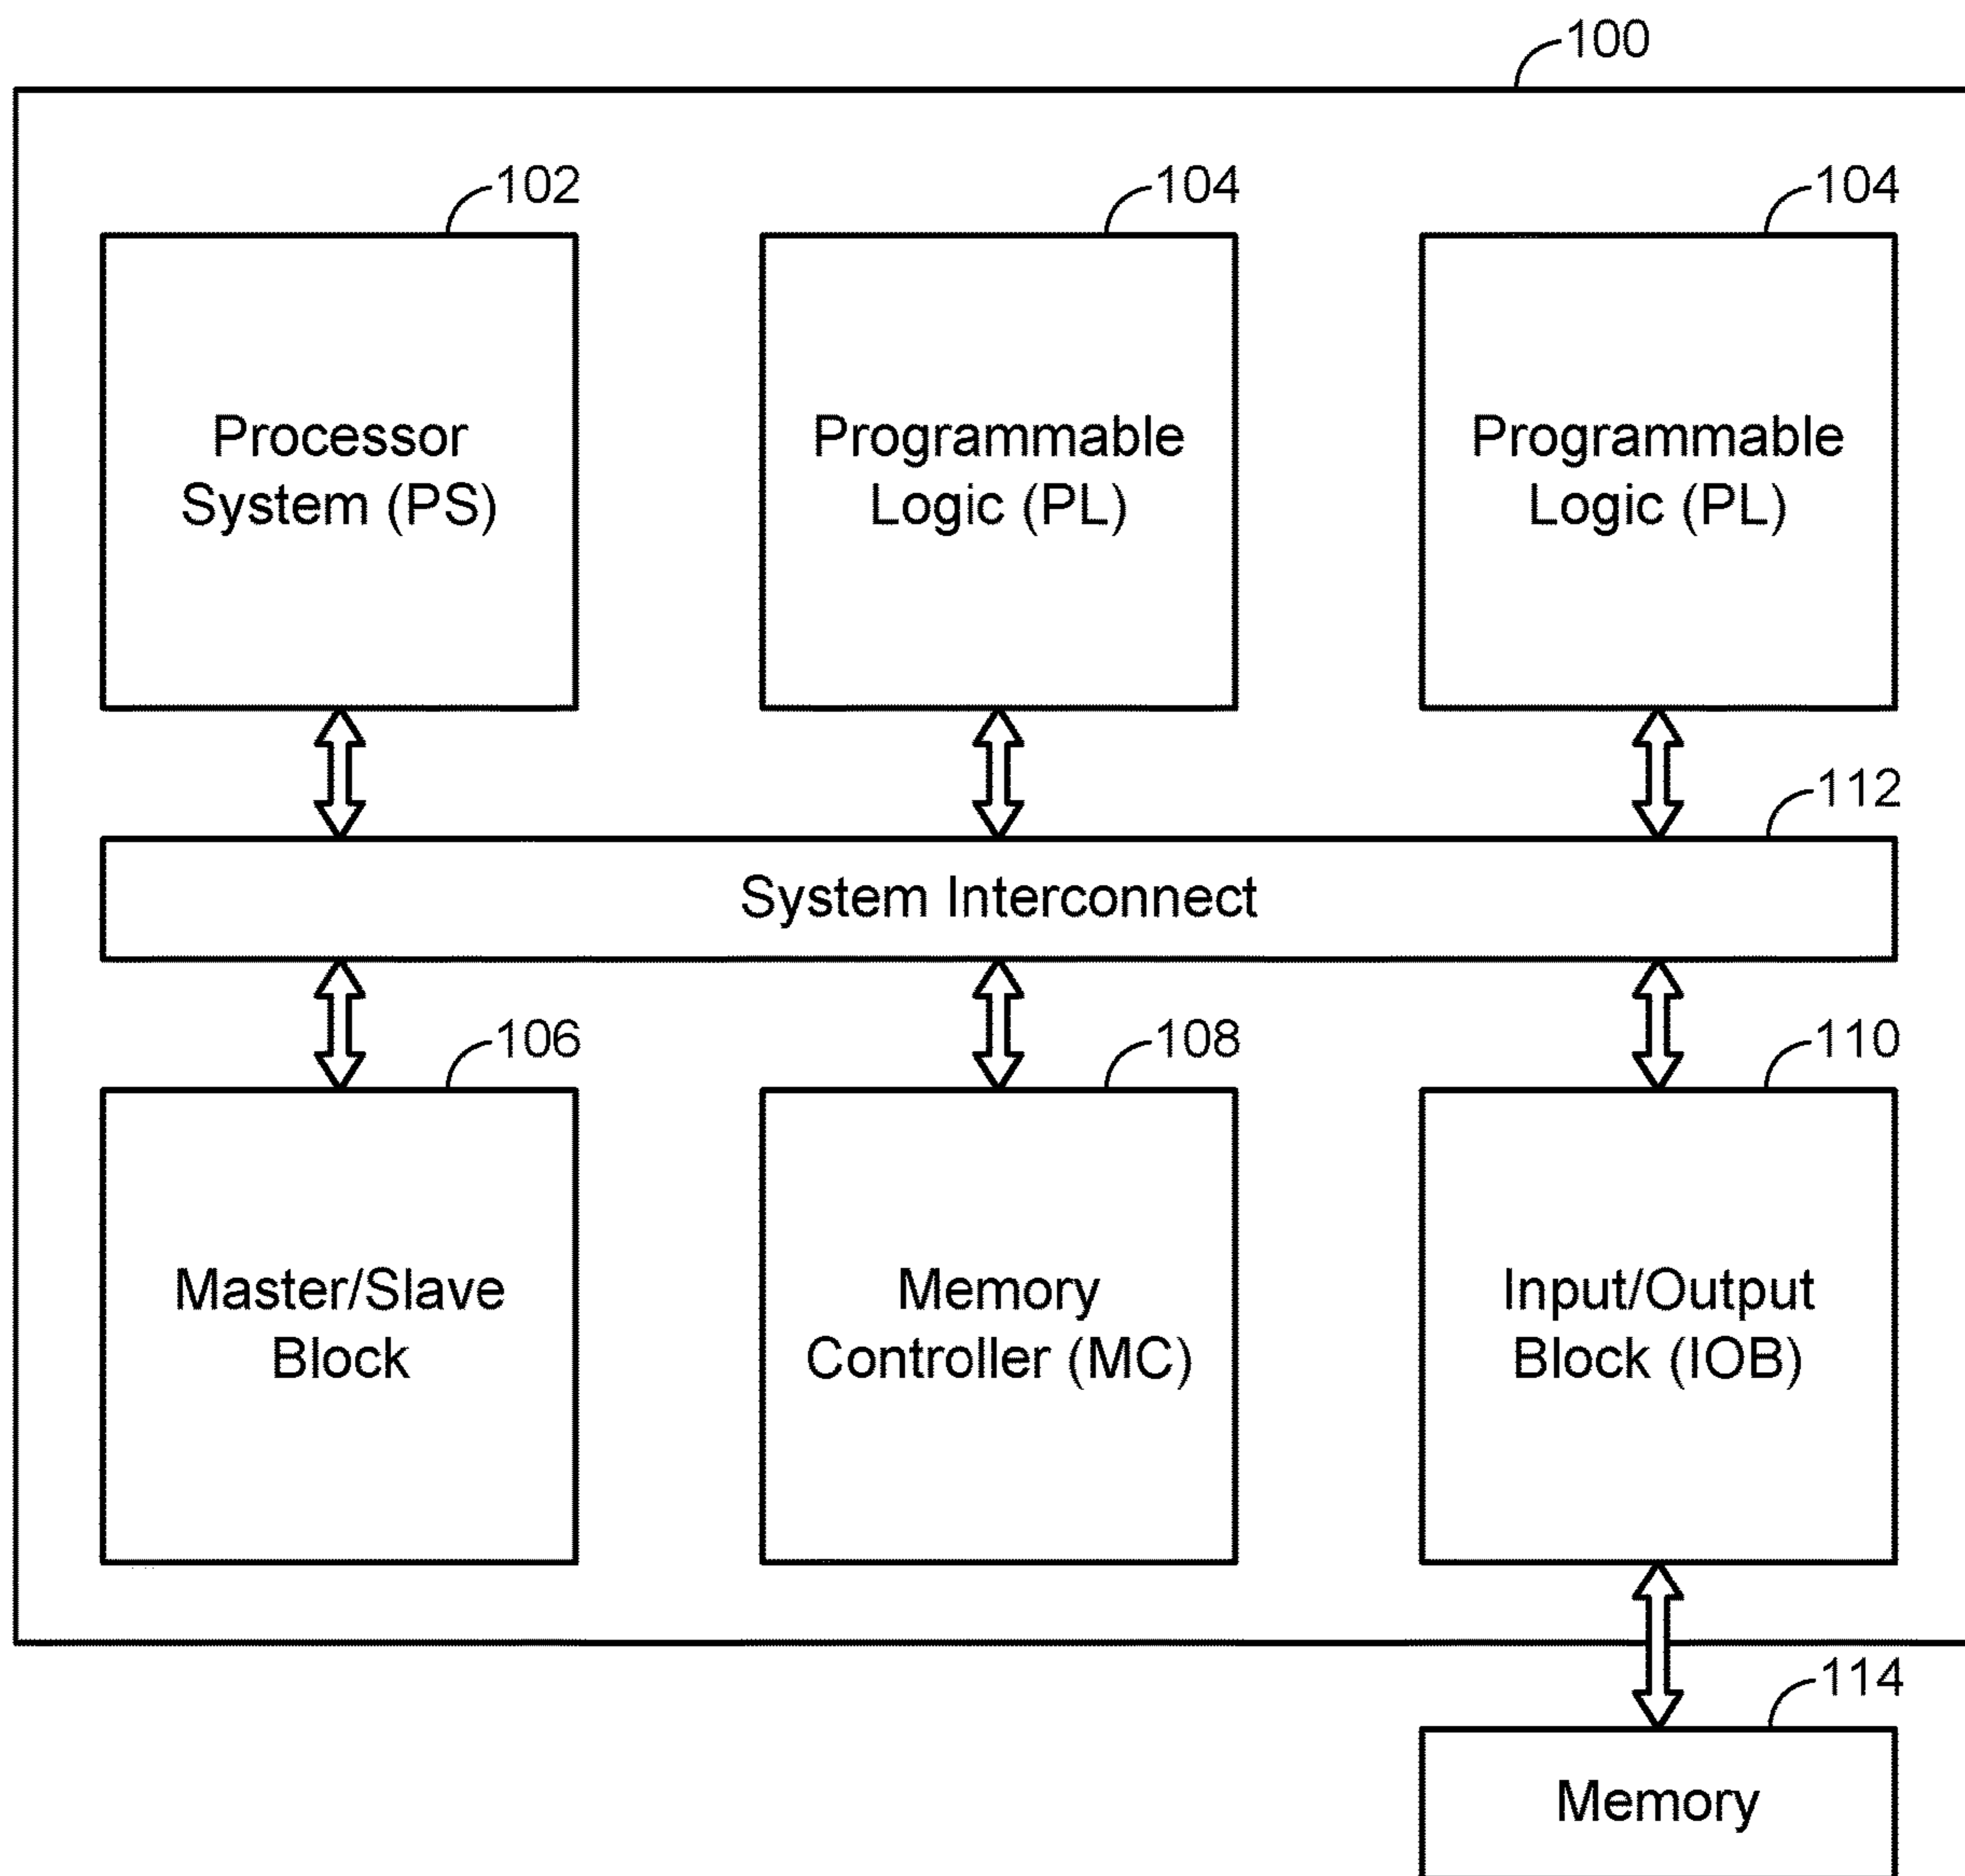 100
102
104
104
Processor
System (PS)
Programmable
Logic (PL)
Programmable
Logic (PL)
112
System Interconnect
106
108
110
Master/Slave
Block
Memory
Controller (MC)
Input/Output
Block (IOB)
114
Memory